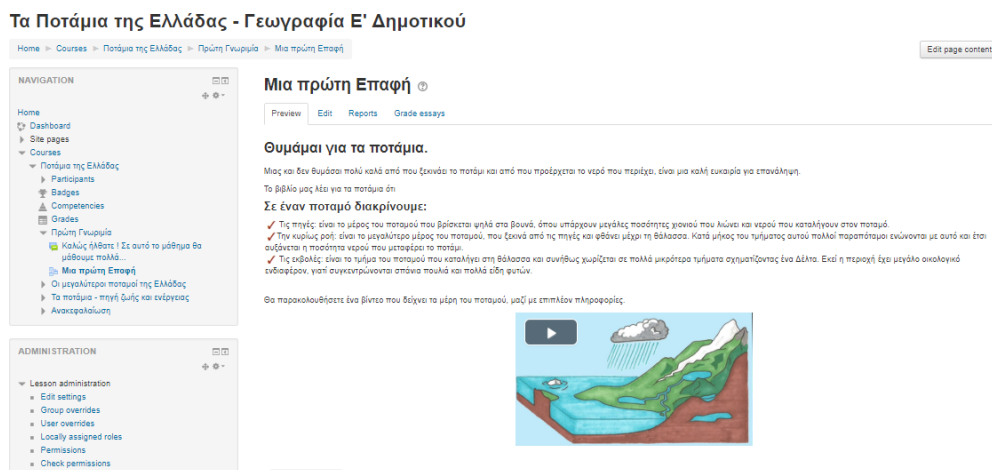 Τα Ποτάμια της Ελλάδας - Γεωγραφία Ε' Δημοτικού
Home ► Courses ► Ποτάμια της Ελλάδας ► Πρώτη Γνωριμία ► Μια πρώτη Επαφή
Edit page content
NAVIGATION
Home
Dashboard
Site pages
Courses
Ποτάμια της Ελλάδας
Participants
Badges
Competencies
Grades
Πρώτη Γνωριμία
Καλώς ήλθατε ! Σε αυτό το μάθημα θα
μάθουμε πολλά...
Μια πρώτη Επαφή
Οι μεγαλύτεροι ποταμοί της Ελλάδας
Τα ποτάμια - πηγή ζωής και ενέργειας
Ανακεφαλαίωση
ADMINISTRATION
Lesson administration
Edit settings
Group overrides
User overrides
Locally assigned roles
Permissions
Check permissions
Μια πρώτη Επαφή
Preview Edit Reports Grade essays
Θυμάμαι για τα ποτάμια.
Μιας και δεν θυμάσαι πολύ καλά από που ξεκινάει το ποτάμι και από που προέρχεται το νερό που περιέχει, είναι μια καλή ευκαιρία για επανάληψη.
Το βιβλίο μας λέει για τα ποτάμια ότι
Σε έναν ποταμό διακρίνουμε:
✓ Τις πηγές: είναι το μέρος του ποταμού που βρίσκεται ψηλά στα βουνά, όπου υπάρχουν μεγάλες ποσότητες χιονιού που λιώνει και νερού που καταλήγουν στον ποταμό.
✓ Την κυρίως ροή: είναι το μεγαλύτερο μέρος του ποταμού, που ξεκινά από τις πηγές και φθάνει μέχρι τη θάλασσα. Κατά μήκος του τμήματος αυτού πολλοί παραπόταμοι ενώνονται με αυτό και έτσι
αυξάνεται η ποσότητα νερού που μεταφέρει το ποτάμι.
✓ Τις εκβολές: είναι το τμήμα του ποταμού που καταλήγει στη θάλασσα και συνήθως χωρίζεται σε πολλά μικρότερα τμήματα σχηματίζοντας ένα Δέλτα. Εκεί η περιοχή έχει μεγάλο οικολογικό
ενδιαφέρον, γιατί συγκεντρώνονται σπάνια πουλιά και πολλά είδη φυτών.
Θα παρακολουθήσετε ένα βίντεο που δείχνει τα μέρη του ποταμού, μαζί με επιπλέον πληροφορίες.